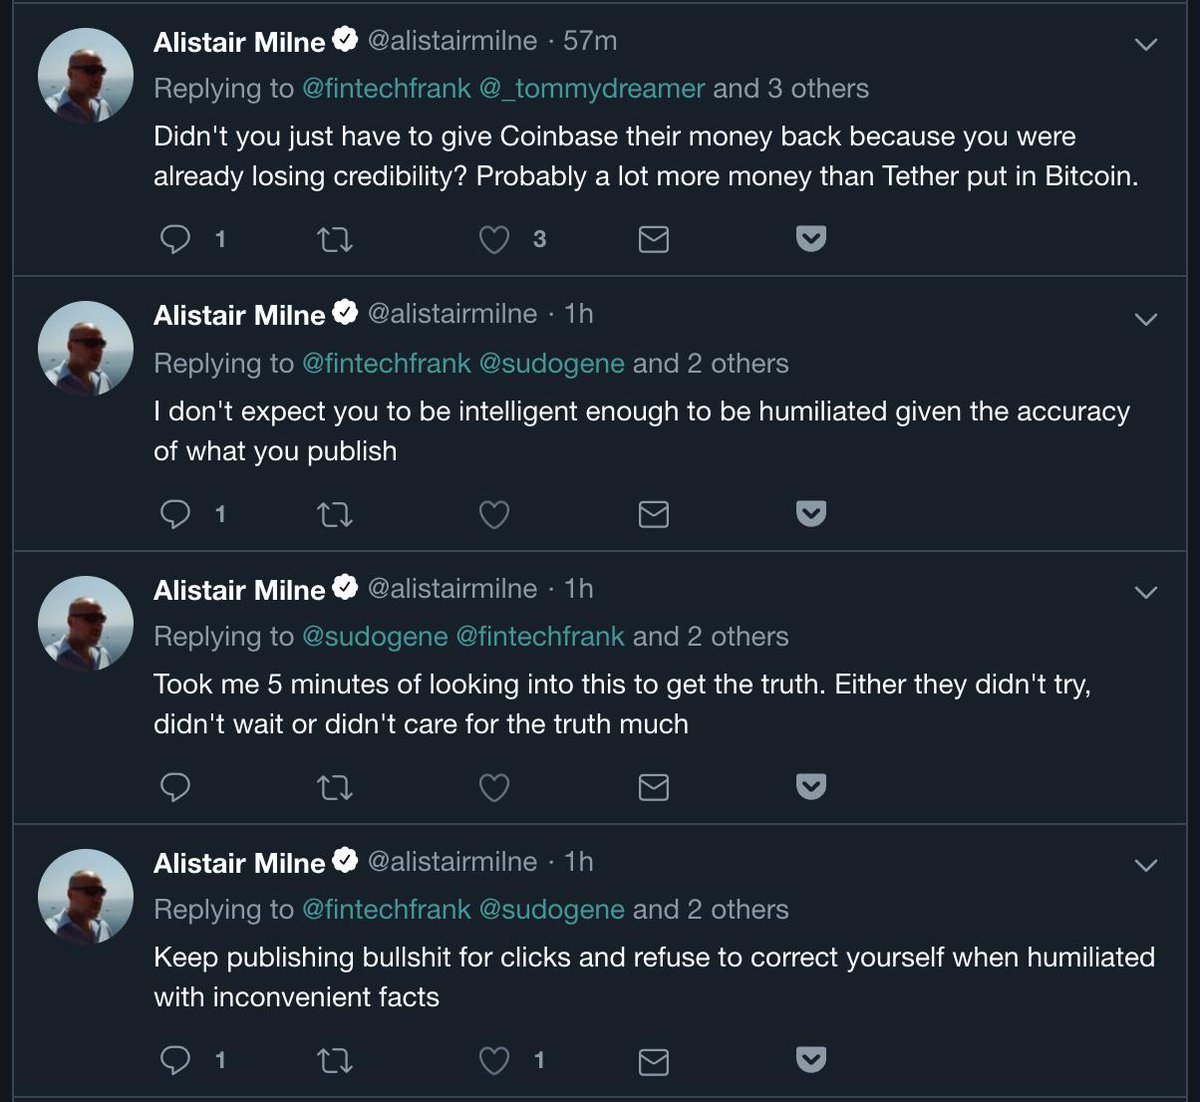 Alistair Milne @alistairmilne · 57m
Replying to @fintechfrank @_tommydreamer and 3 others
Didn't you just have to give Coinbase their money back because you were
already losing credibility? Probably a lot more money than Tether put in Bitcoin.
1 3
Alistair Milne @alistairmilne · 1h
Replying to @fintechfrank @sudogene and 2 others
I don't expect you to be intelligent enough to be humiliated given the accuracy
of what you publish
1
Alistair Milne @alistairmilne · 1h
Replying to @sudogene @fintechfrank and 2 others
Took me 5 minutes of looking into this to get the truth. Either they didn't try,
didn't wait or didn't care for the truth much
Alistair Milne @alistairmilne · 1h
Replying to @fintechfrank @sudogene and 2 others
Keep publishing bullshit for clicks and refuse to correct yourself when humiliated
with inconvenient facts
1 1